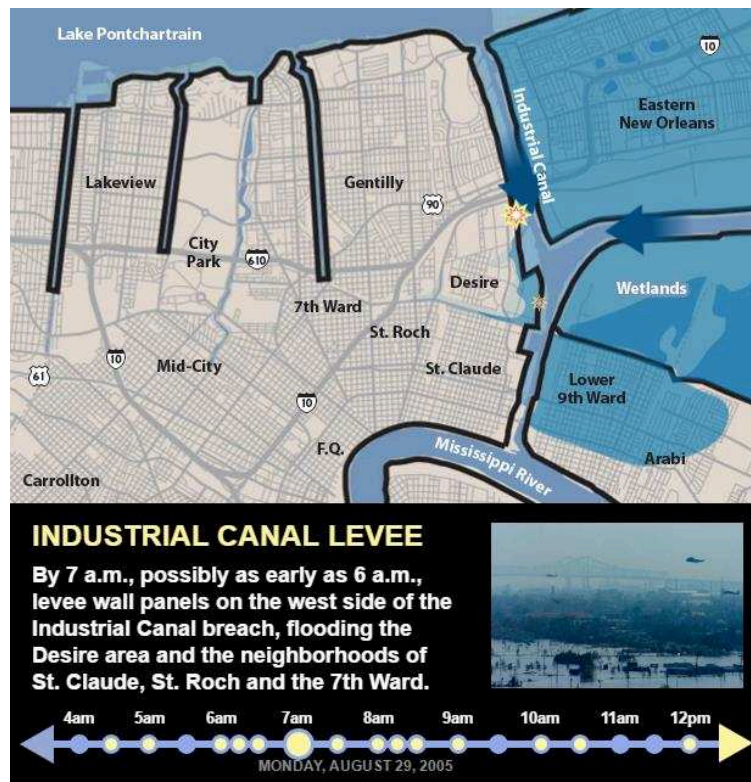 Lake Pontchartrain
10
Eastern
New Orleans
Industrial Canal
Lakeview
Gentilly
90
City
Park
610
Desire
Wetlands
7th Ward
St. Roch
10
Mid-City
St. Claude
61
Lower
9th Ward
10
F.Q.
Mississippi River
Arabi
Carrollton
INDUSTRIAL CANAL LEVEE
By 7 a.m., possibly as early as 6 a.m.,
levee wall panels on the west side of the
Industrial Canal breach, flooding the
Desire area and the neighborhoods of
St. Claude, St. Roch and the 7th Ward.
4am 5am 6am 7am 8am 9am 10am 11am 12pm
MONDAY, AUGUST 29, 2005